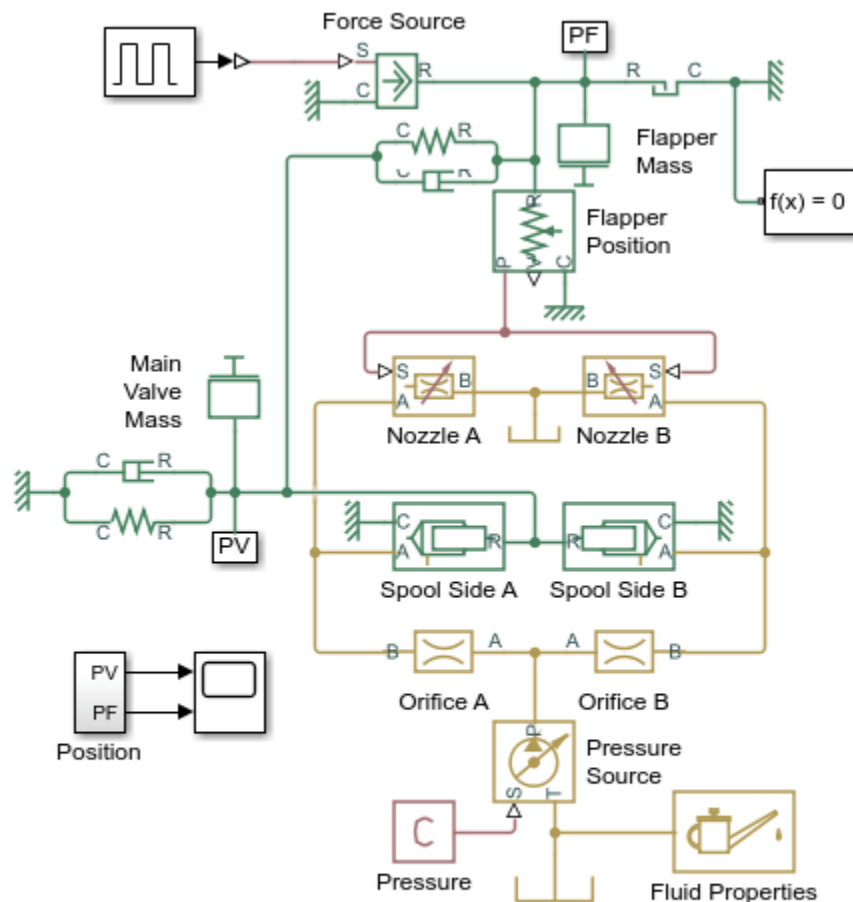 Force Source
PF
S
R
C
R
C
C
R
C
R
Flapper
Mass
f(x) = 0
R
Flapper
Position
P
V
C
Main
Valve
Mass
S
B
A
B
S
A
Nozzle A
Nozzle B
C
R
C
R
PV
C
A
R
R
C
A
Spool Side A
Spool Side B
B
A
A
B
Orifice A
Orifice B
PV
PF
Position
P
Pressure
Source
S
T
C
Pressure
Fluid Properties